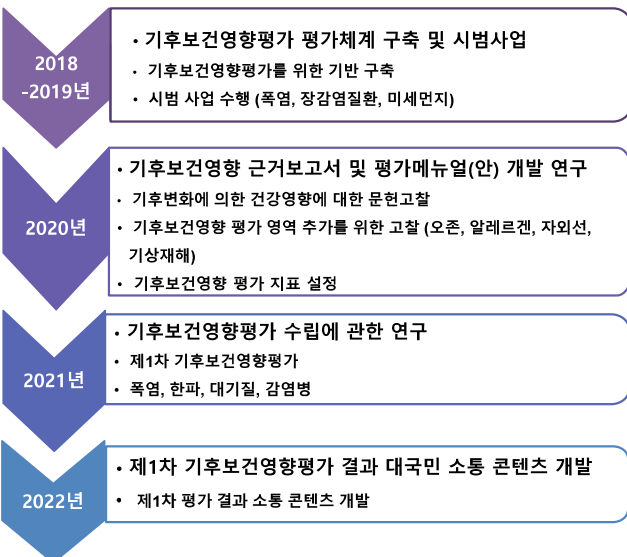 2018
-2019년
• 기후보건영향평가 평가체계 구축 및 시범사업
• 기후보건영향평가를 위한 기반 구축
• 시범 사업 수행 (폭염, 장감염질환, 미세먼지)
2020년
• 기후보건영향 근거보고서 및 평가메뉴얼(안) 개발 연구
• 기후변화에 의한 건강영향에 대한 문헌고찰
• 기후보건영향 평가 영역 추가를 위한 고찰 (오존, 알레르겐, 자외선,
기상재해)
• 기후보건영향 평가 지표 설정
2021년
• 기후보건영향평가 수립에 관한 연구
• 제1차 기후보건영향평가
• 폭염, 한파, 대기질, 감염병
2022년
• 제1차 기후보건영향평가 결과 대국민 소통 콘텐츠 개발
• 제1차 평가 결과 소통 콘텐츠 개발